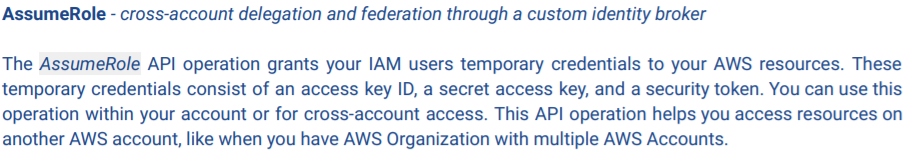 AssumeRole - cross-account delegation and federation through a custom identity broker
The AssumeRole API operation grants your IAM users temporary credentials to your AWS resources. These
temporary credentials consist of an access key ID, a secret access key, and a security token. You can use this
operation within your account or for cross-account access. This API operation helps you access resources on
another AWS account, like when you have AWS Organization with multiple AWS Accounts.